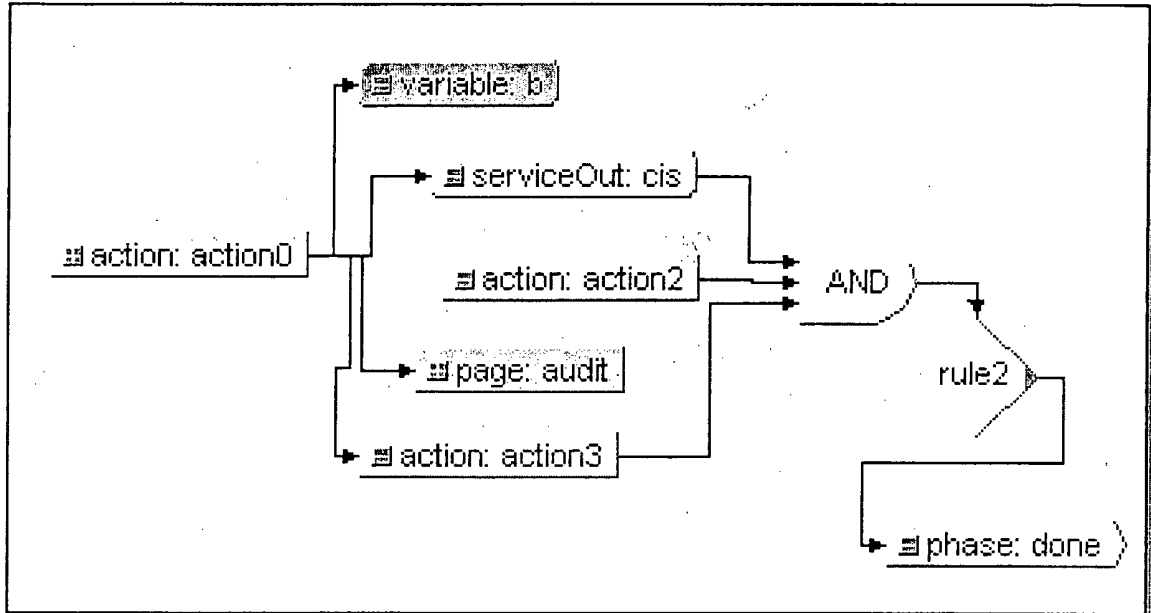 variable: b
serviceOut: cis
action: action0
action: action2
AND
page: audit
rule2
action: action3
phase: done